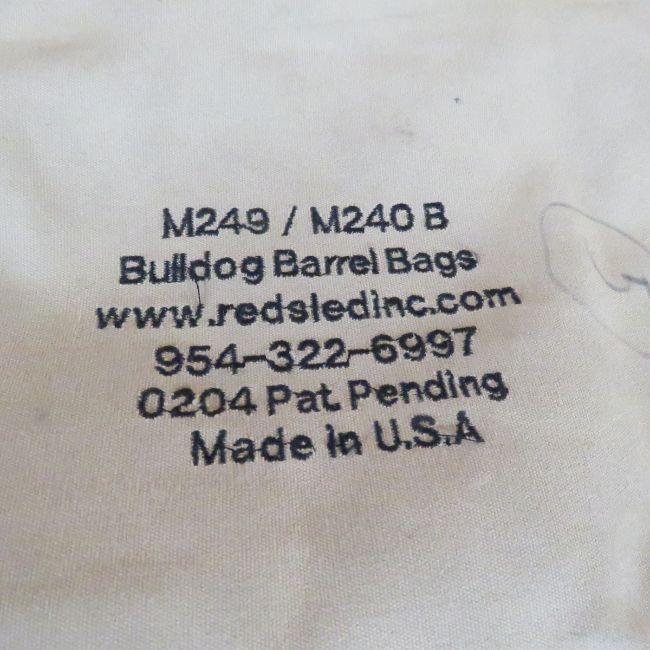 M249 / M240 B
Bulldog Barrel Bags
www.redsledinc.com
954-322-6997
0204 Pat. Pending
Made in U.S.A